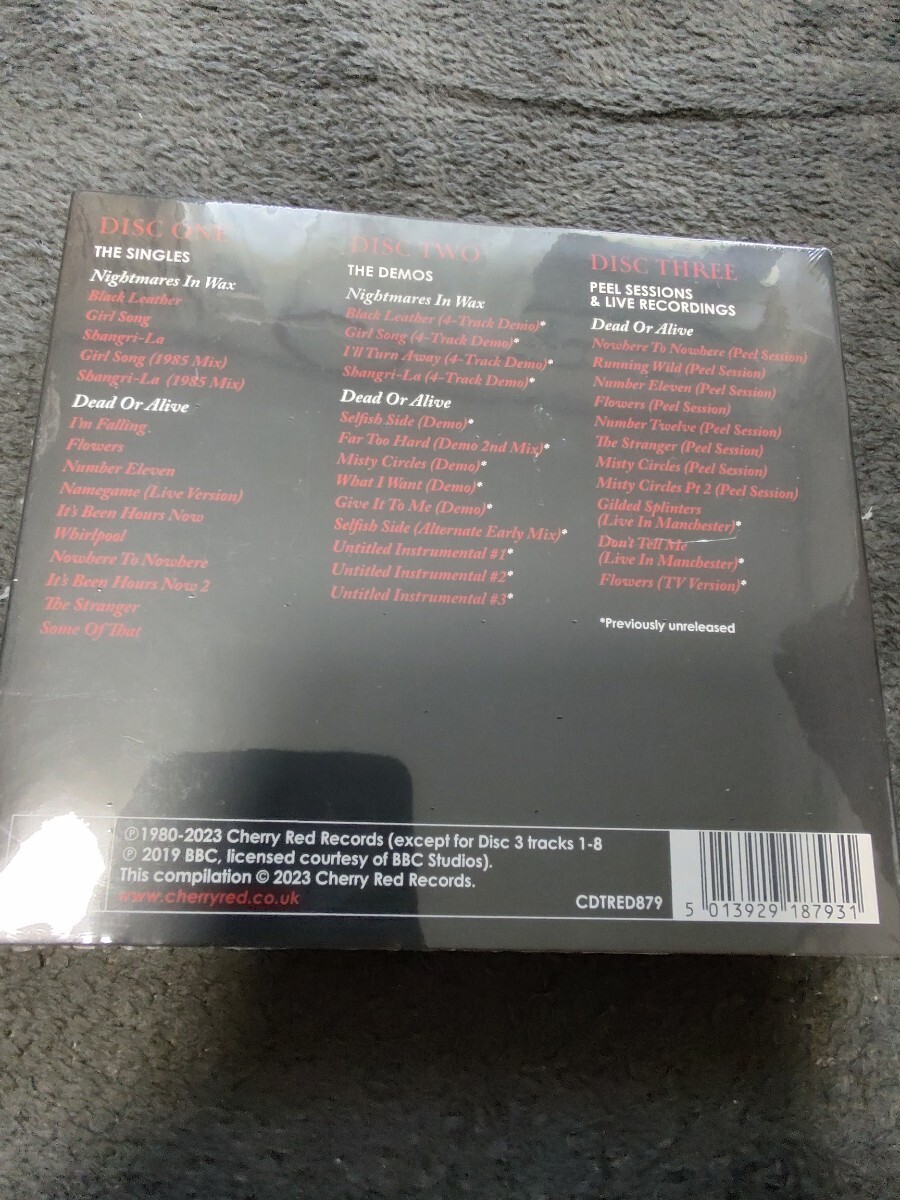 DISC ONE
THE SINGLES
Nightmares In Wax
Black Leather
Girl Song
Shangri-La
Girl Song (1985 Mix)
Shangri-La (1985 Mix)
Dead Or Alive
I'm Falling
Flowers
Number Eleven
Namegame (Live Version)
It's Been Hours Now
Whirlpool
Nowhere To Nowhere
It's Been Hours Now 2
The Stranger
Some Of That
DISC TWO
THE DEMOS
Nightmares In Wax
Black Leather (4-Track Demo)*
Girl Song (4-Track Demo)*
I'll Turn Away (4-Track Demo)*
Shangri-La (4-Track Demo)*
Dead Or Alive
Selfish Side (Demo)*
Far Too Hard (Demo 2nd Mix)*
Misty Circles (Demo)*
What I Want (Demo)*
Give It To Me (Demo)*
Selfish Side (Alternate Early Mix)*
Untitled Instrumental #1*
Untitled Instrumental #2*
Untitled Instrumental #3*
DISC THREE
PEEL SESSIONS
& LIVE RECORDINGS
Dead Or Alive
Nowhere To Nowhere (Peel Session)
Running Wild (Peel Session)
Number Eleven (Peel Session)
Flowers (Peel Session)
Number Twelve (Peel Session)
The Stranger (Peel Session)
Misty Circles (Peel Session)
Misty Circles Pt 2 (Peel Session)
Gilded Splinters
(Live In Manchester)*
Don't Tell Me
(Live In Manchester)*
Flowers (TV Version)*
*Previously unreleased
℗ 1980-2023 Cherry Red Records (except for Disc 3 tracks 1-8
℗ 2019 BBC, licensed courtesy of BBC Studios).
This compilation © 2023 Cherry Red Records.
www.cherryred.co.uk
CDTRED879
5 013929 187931